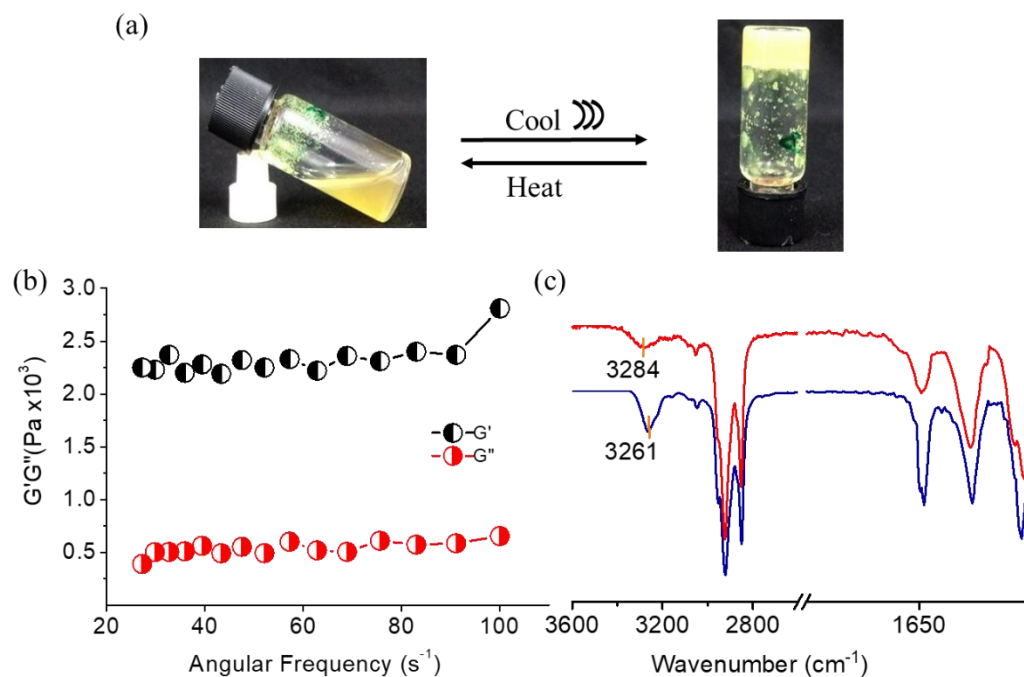 (a)
Cool
Heat
(b)
3.0
2.5
2.0
1.5
1.0
0.5
G'G"(Pa x10³)
G'
G"
20
40
60
80
100
Angular Frequency (s⁻¹)
(c)
3284
3261
3600
3200
2800
1650
Wavenumber (cm⁻¹)